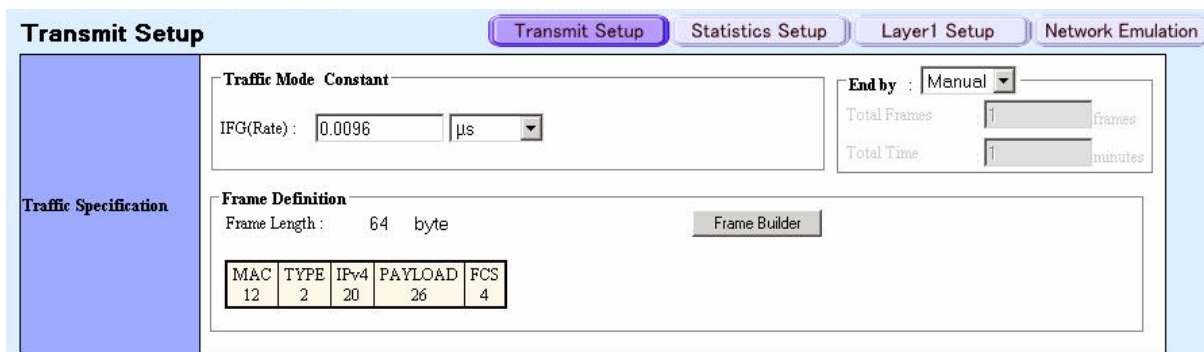 Transmit Setup
Transmit Setup Statistics Setup Layer1 Setup Network Emulation
Traffic Specification
Traffic Mode Constant
IFG(Rate) : 0.0096 µs
End by : Manual
Total Frames : 1 frames
Total Time : 1 minutes
Frame Definition
Frame Length : 64 byte
Frame Builder
MAC TYPE IPv4 PAYLOAD FCS
12 2 20 26 4